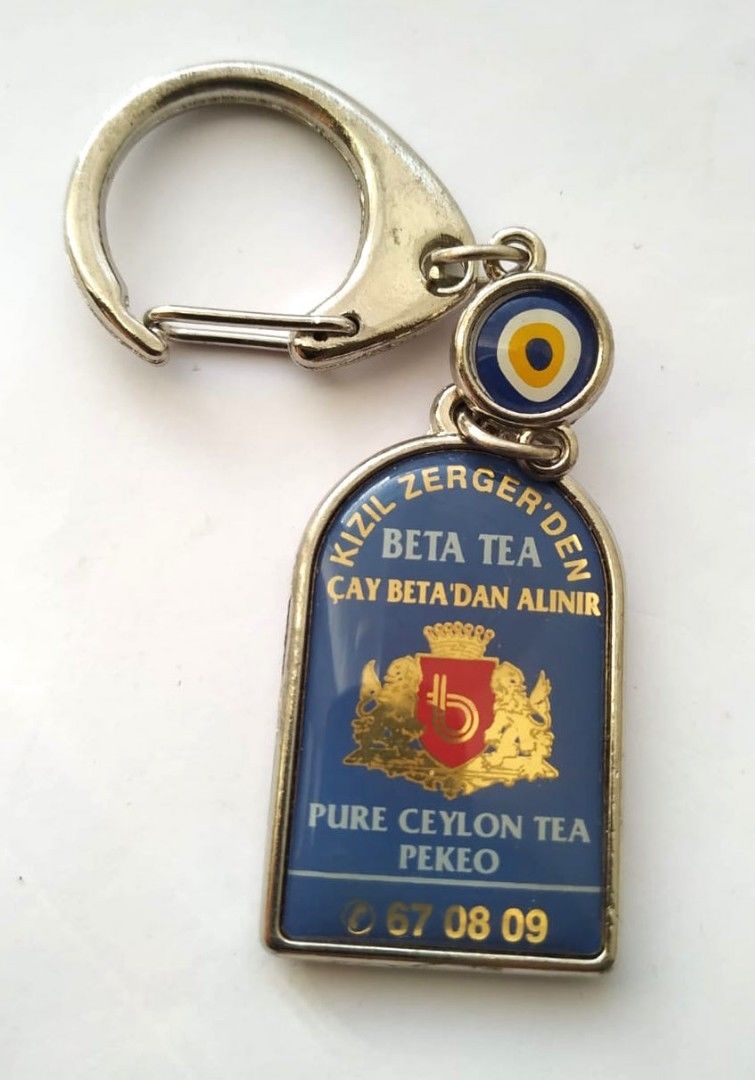 KIZIL ZERGER'DEN
BETA TEA
ÇAY BETA'DAN ALINIR
b
PURE CEYLON TEA
PEKEO
✆ 67 08 09